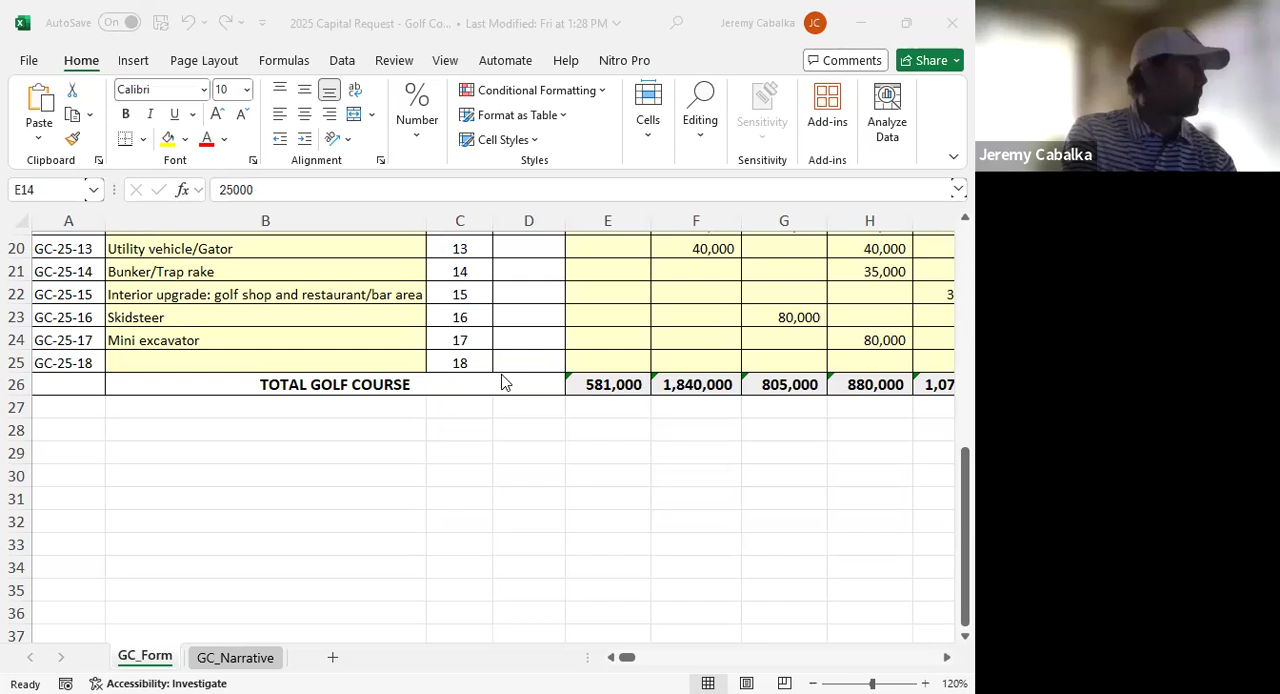 AutoSave On 2025 Capital Request - Golf Co... • Last Modified: Fri at 1:28 PM Jeremy Cabalka JC
File Home Insert Page Layout Formulas Data Review View Automate Help Nitro Pro Comments Share
Paste Calibri 10 B I U A Number Conditional Formatting Format as Table Cell Styles Cells Editing Sensitivity Add-ins Analyze Data
Clipboard Font Alignment Styles Sensitivity Add-ins
Jeremy Cabalka
E14 fx 25000
A B C D E F G H
20 GC-25-13 Utility vehicle/Gator 13 40,000 40,000
21 GC-25-14 Bunker/Trap rake 14 35,000
22 GC-25-15 Interior upgrade: golf shop and restaurant/bar area 15 3
23 GC-25-16 Skidsteer 16 80,000
24 GC-25-17 Mini excavator 17 80,000
25 GC-25-18 18
26 TOTAL GOLF COURSE 581,000 1,840,000 805,000 880,000 1,07
27
28
29
30
31
32
33
34
35
36
37
GC_Form GC_Narrative
Ready Accessibility: Investigate 120%